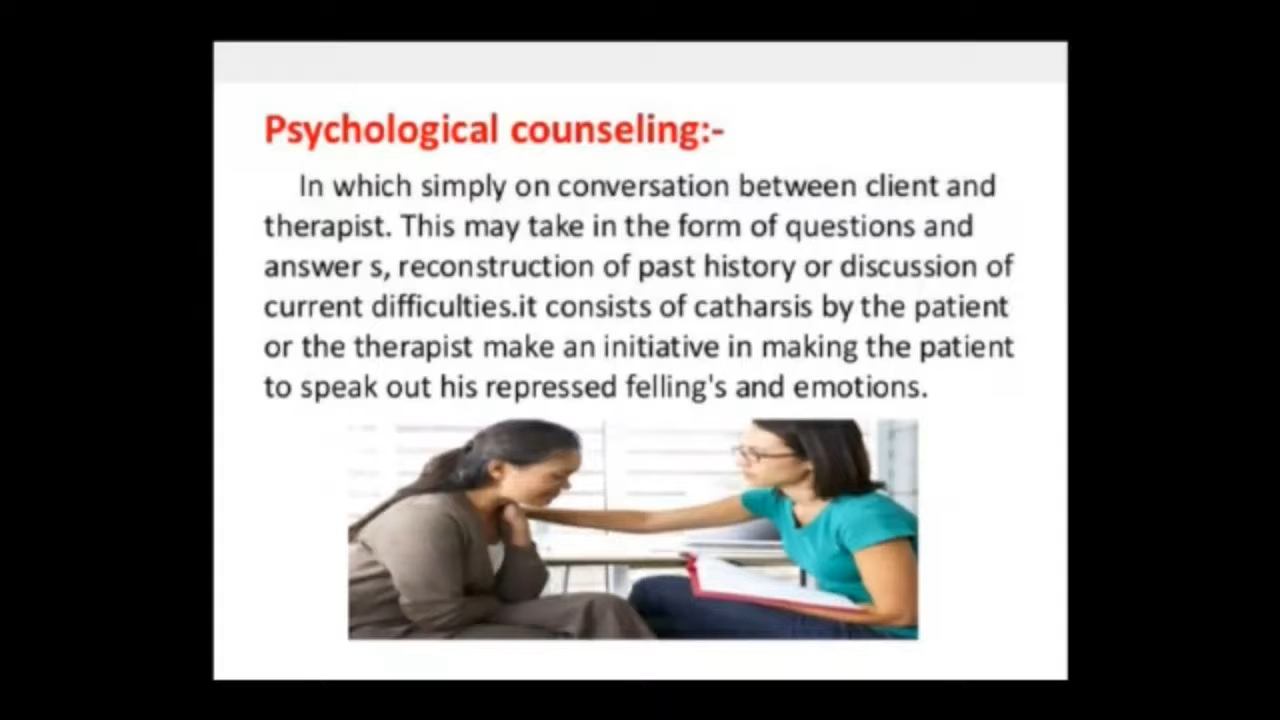 Psychological counseling:-
In which simply on conversation between client and
therapist. This may take in the form of questions and
answer s, reconstruction of past history or discussion of
current difficulties.it consists of catharsis by the patient
or the therapist make an initiative in making the patient
to speak out his repressed felling's and emotions.